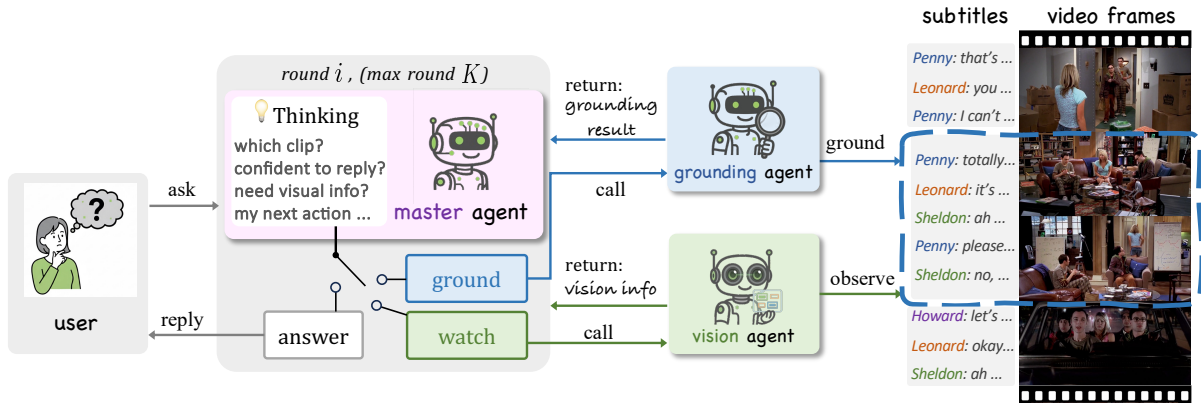 subtitles
video frames
round i , (max round K)
Thinking
which clip?
confident to reply?
need visual info?
my next action ...
master agent
ask
?
user
reply
answer
ground
watch
return:
grounding
result
call
grounding agent
ground
return:
vision info
call
vision agent
observe
Penny: that's ...
Leonard: you ...
Penny: I can't ...
Penny: totally...
Leonard: it's ...
Sheldon: ah ...
Penny: please...
Sheldon: no, ...
Howard: let's ...
Leonard: okay...
Sheldon: ah ...